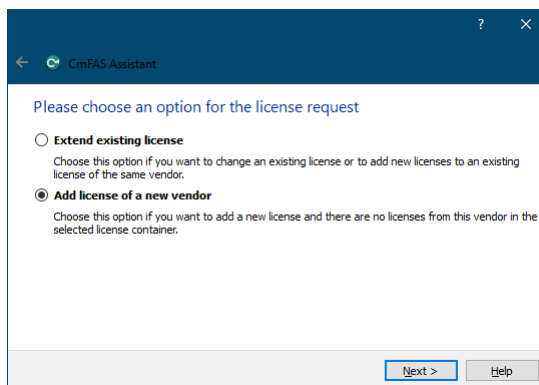 ?
CmFAS Assistant
Please choose an option for the license request
Extend existing license
Choose this option if you want to change an existing license or to add new licenses to an existing
license of the same vendor.
Add license of a new vendor
Choose this option if you want to add a new license and there are no licenses from this vendor in the
selected license container.
Next >
Help